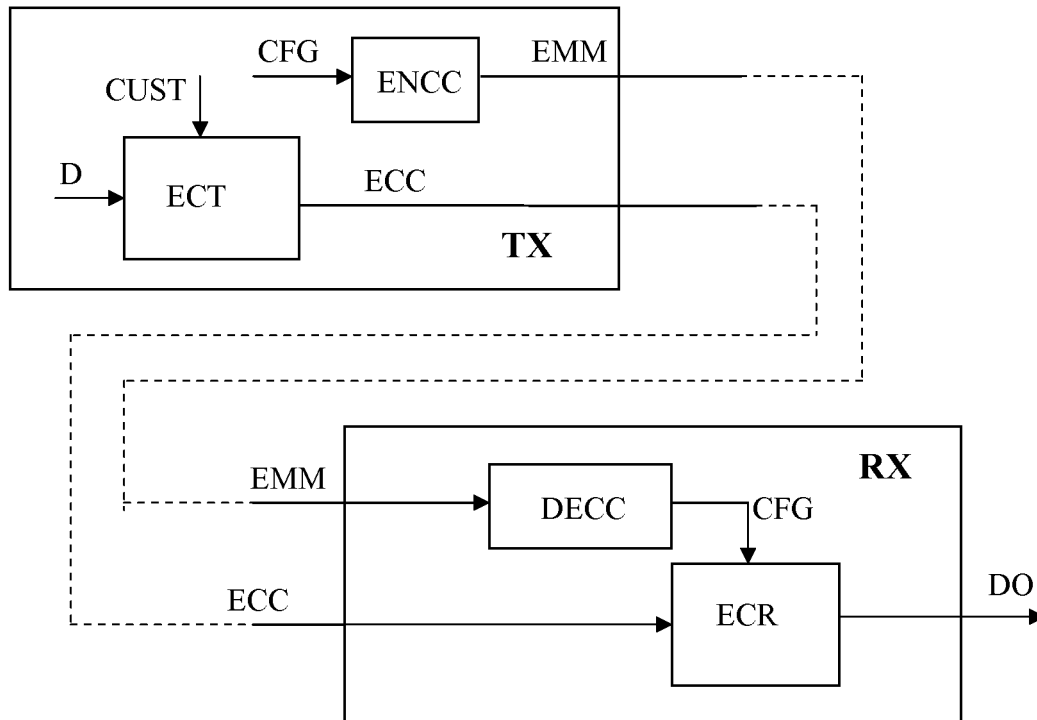 CFG
EMM
ENCC
CUST
D
ECC
ECT
TX
RX
EMM
DECC
CFG
ECC
ECR
DO